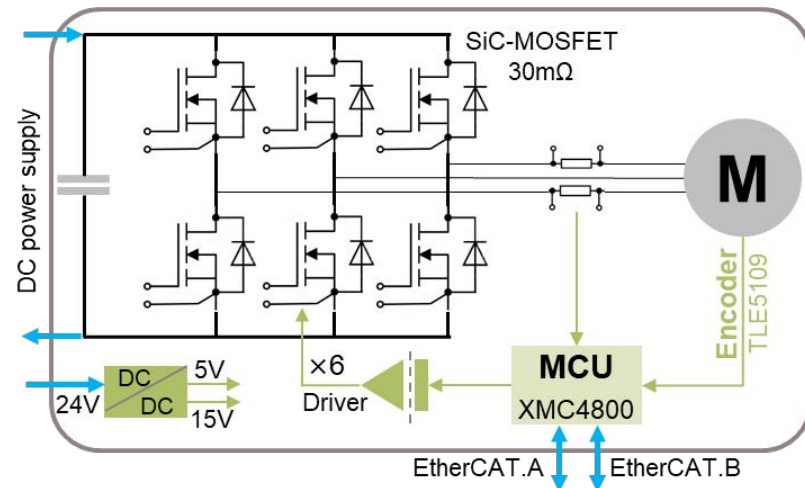 SiC-MOSFET
30mΩ
DC power supply
M
Encoder
TLE5109
×6
Driver
MCU
XMC4800
24V
DC
DC
5V
15V
EtherCAT.A
EtherCAT.B